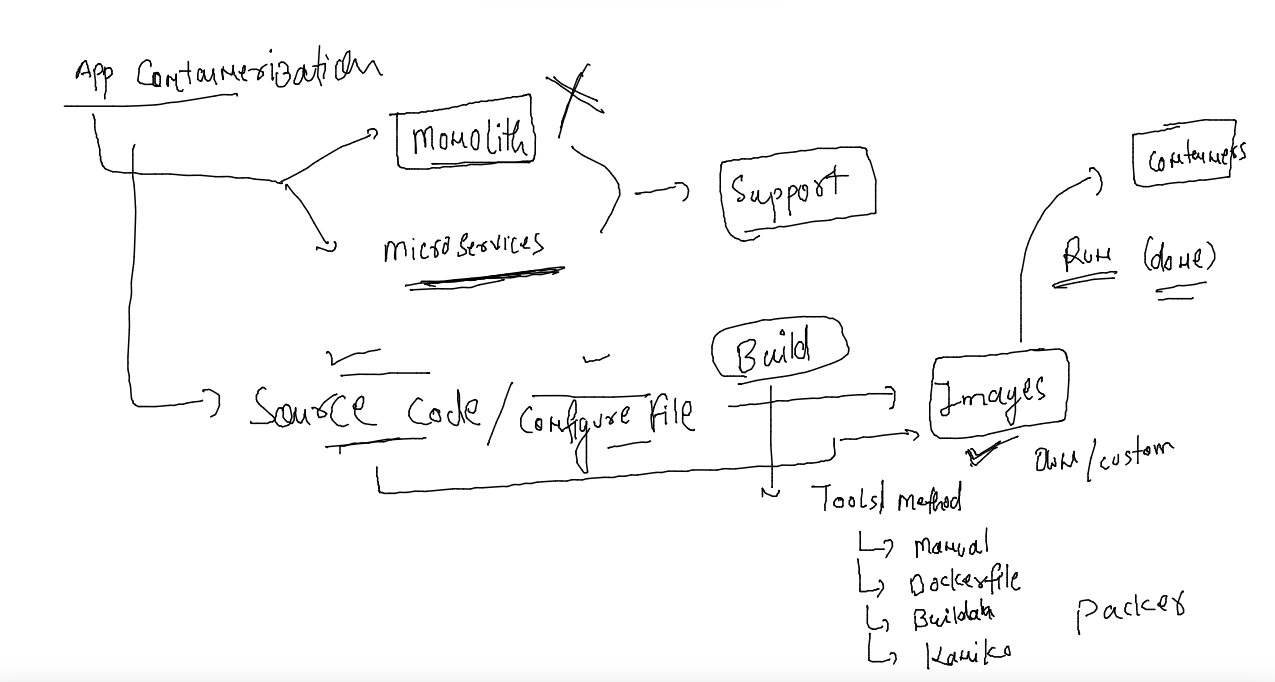 App Containerization
Monolith
Microservices
Support
Containers
Run (done)
Build
Source Code / Configure File
Images
Own/custom
Tools/ Method
Manual
Dockerfile
Buildah
Kaniko
Packer